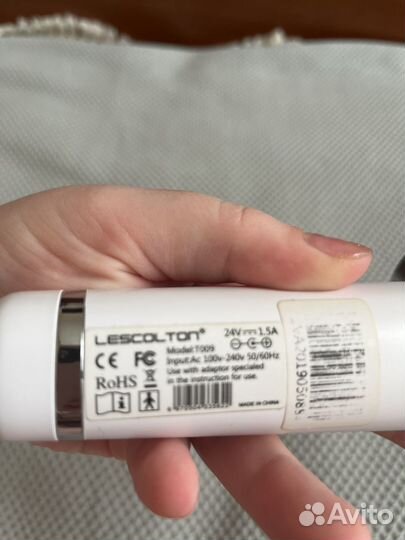 LESCOLTON®
24V 1.5A
Model:T009
Input:Ac 100v-240v 50/60Hz
Use with adaptor specialed
in the instruction for use.
CE FC
RoHS
MADE IN CHINA
Avito